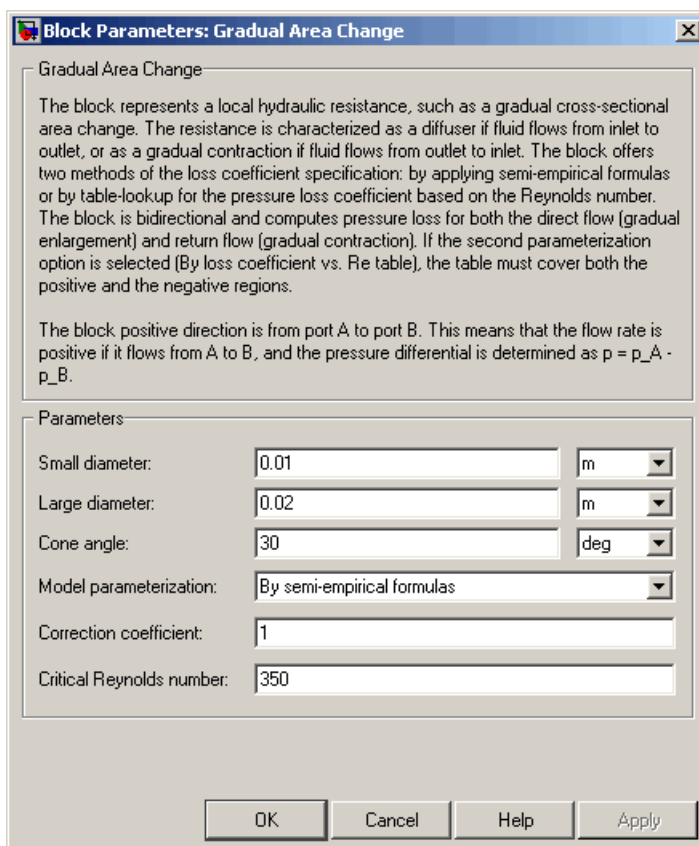 Block Parameters: Gradual Area Change
Gradual Area Change
The block represents a local hydraulic resistance, such as a gradual cross-sectional
area change. The resistance is characterized as a diffuser if fluid flows from inlet to
outlet, or as a gradual contraction if fluid flows from outlet to inlet. The block offers
two methods of the loss coefficient specification: by applying semi-empirical formulas
or by table-lookup for the pressure loss coefficient based on the Reynolds number.
The block is bidirectional and computes pressure loss for both the direct flow (gradual
enlargement) and return flow (gradual contraction). If the second parameterization
option is selected (By loss coefficient vs. Re table), the table must cover both the
positive and the negative regions.
The block positive direction is from port A to port B. This means that the flow rate is
positive if it flows from A to B, and the pressure differential is determined as p = p_A -
p_B.
Parameters
Small diameter: 0.01 m
Large diameter: 0.02 m
Cone angle: 30 deg
Model parameterization: By semi-empirical formulas
Correction coefficient: 1
Critical Reynolds number: 350
OK Cancel Help Apply